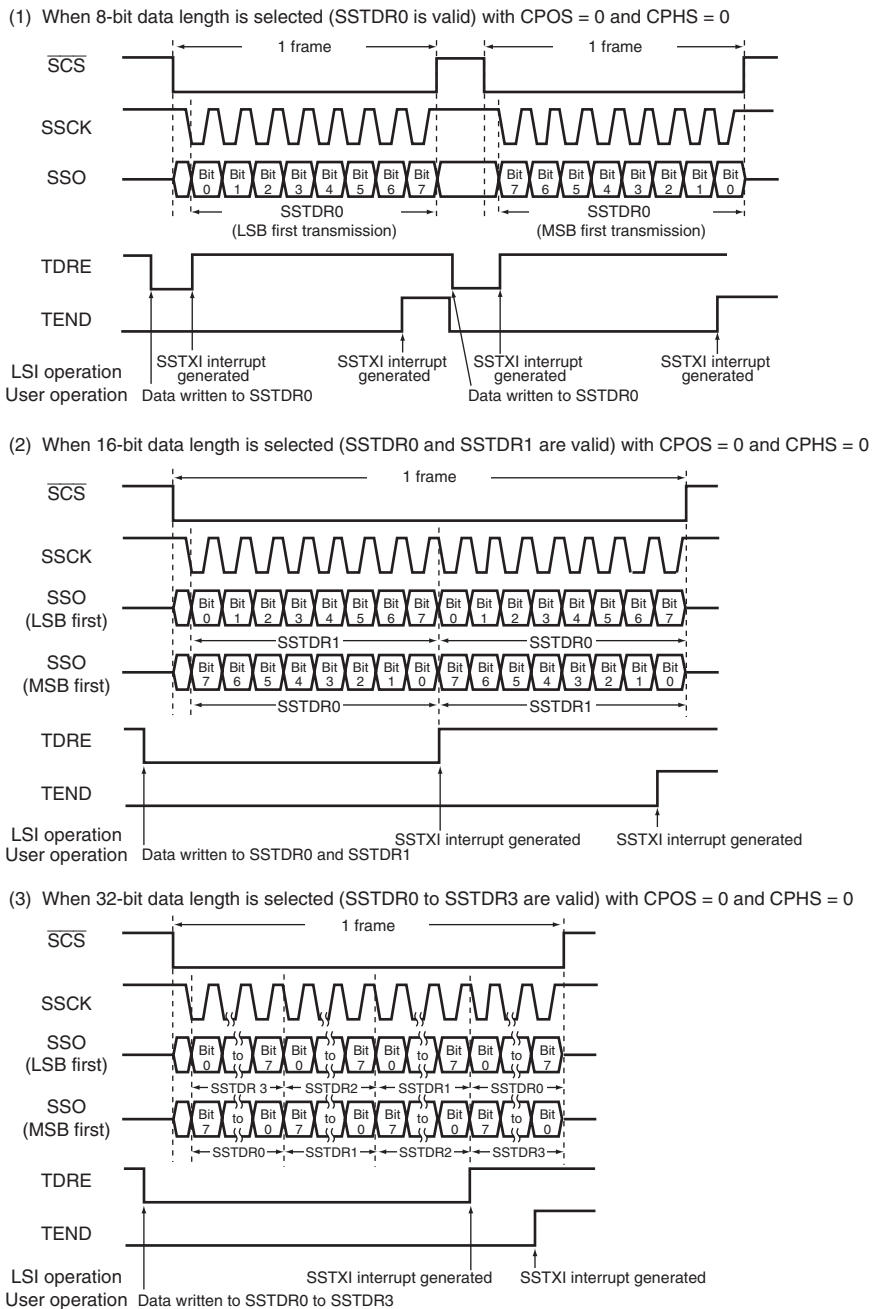 (1) When 8-bit data length is selected (SSTDR0 is valid) with CPOS = 0 and CPHS = 0
1 frame 1 frame
SCS
SSCK
SSO Bit 0 Bit 1 Bit 2 Bit 3 Bit 4 Bit 5 Bit 6 Bit 7 Bit 7 Bit 6 Bit 5 Bit 4 Bit 3 Bit 2 Bit 1 Bit 0
SSTDR0 SSTDR0
(LSB first transmission) (MSB first transmission)
TDRE
TEND
LSI operation SSTXI interrupt generated SSTXI interrupt generated SSTXI interrupt generated SSTXI interrupt generated
User operation Data written to SSTDR0 Data written to SSTDR0
(2) When 16-bit data length is selected (SSTDR0 and SSTDR1 are valid) with CPOS = 0 and CPHS = 0
1 frame
SCS
SSCK
SSO (LSB first) Bit 0 Bit 1 Bit 2 Bit 3 Bit 4 Bit 5 Bit 6 Bit 7 Bit 0 Bit 1 Bit 2 Bit 3 Bit 4 Bit 5 Bit 6 Bit 7
SSTDR1 SSTDR0
SSO (MSB first) Bit 7 Bit 6 Bit 5 Bit 4 Bit 3 Bit 2 Bit 1 Bit 0 Bit 7 Bit 6 Bit 5 Bit 4 Bit 3 Bit 2 Bit 1 Bit 0
SSTDR0 SSTDR1
TDRE
TEND
LSI operation SSTXI interrupt generated SSTXI interrupt generated
User operation Data written to SSTDR0 and SSTDR1
(3) When 32-bit data length is selected (SSTDR0 to SSTDR3 are valid) with CPOS = 0 and CPHS = 0
1 frame
SCS
SSCK
SSO (LSB first) Bit 0 to Bit 7 Bit 0 to Bit 7 Bit 0 to Bit 7 Bit 0 to Bit 7
SSTDR 3 SSTDR2 SSTDR1 SSTDR0
SSO (MSB first) Bit 7 to Bit 0 Bit 7 to Bit 0 Bit 7 to Bit 0 Bit 7 to Bit 0
SSTDR0 SSTDR1 SSTDR2 SSTDR3
TDRE
TEND
LSI operation SSTXI interrupt generated SSTXI interrupt generated
User operation Data written to SSTDR0 to SSTDR3